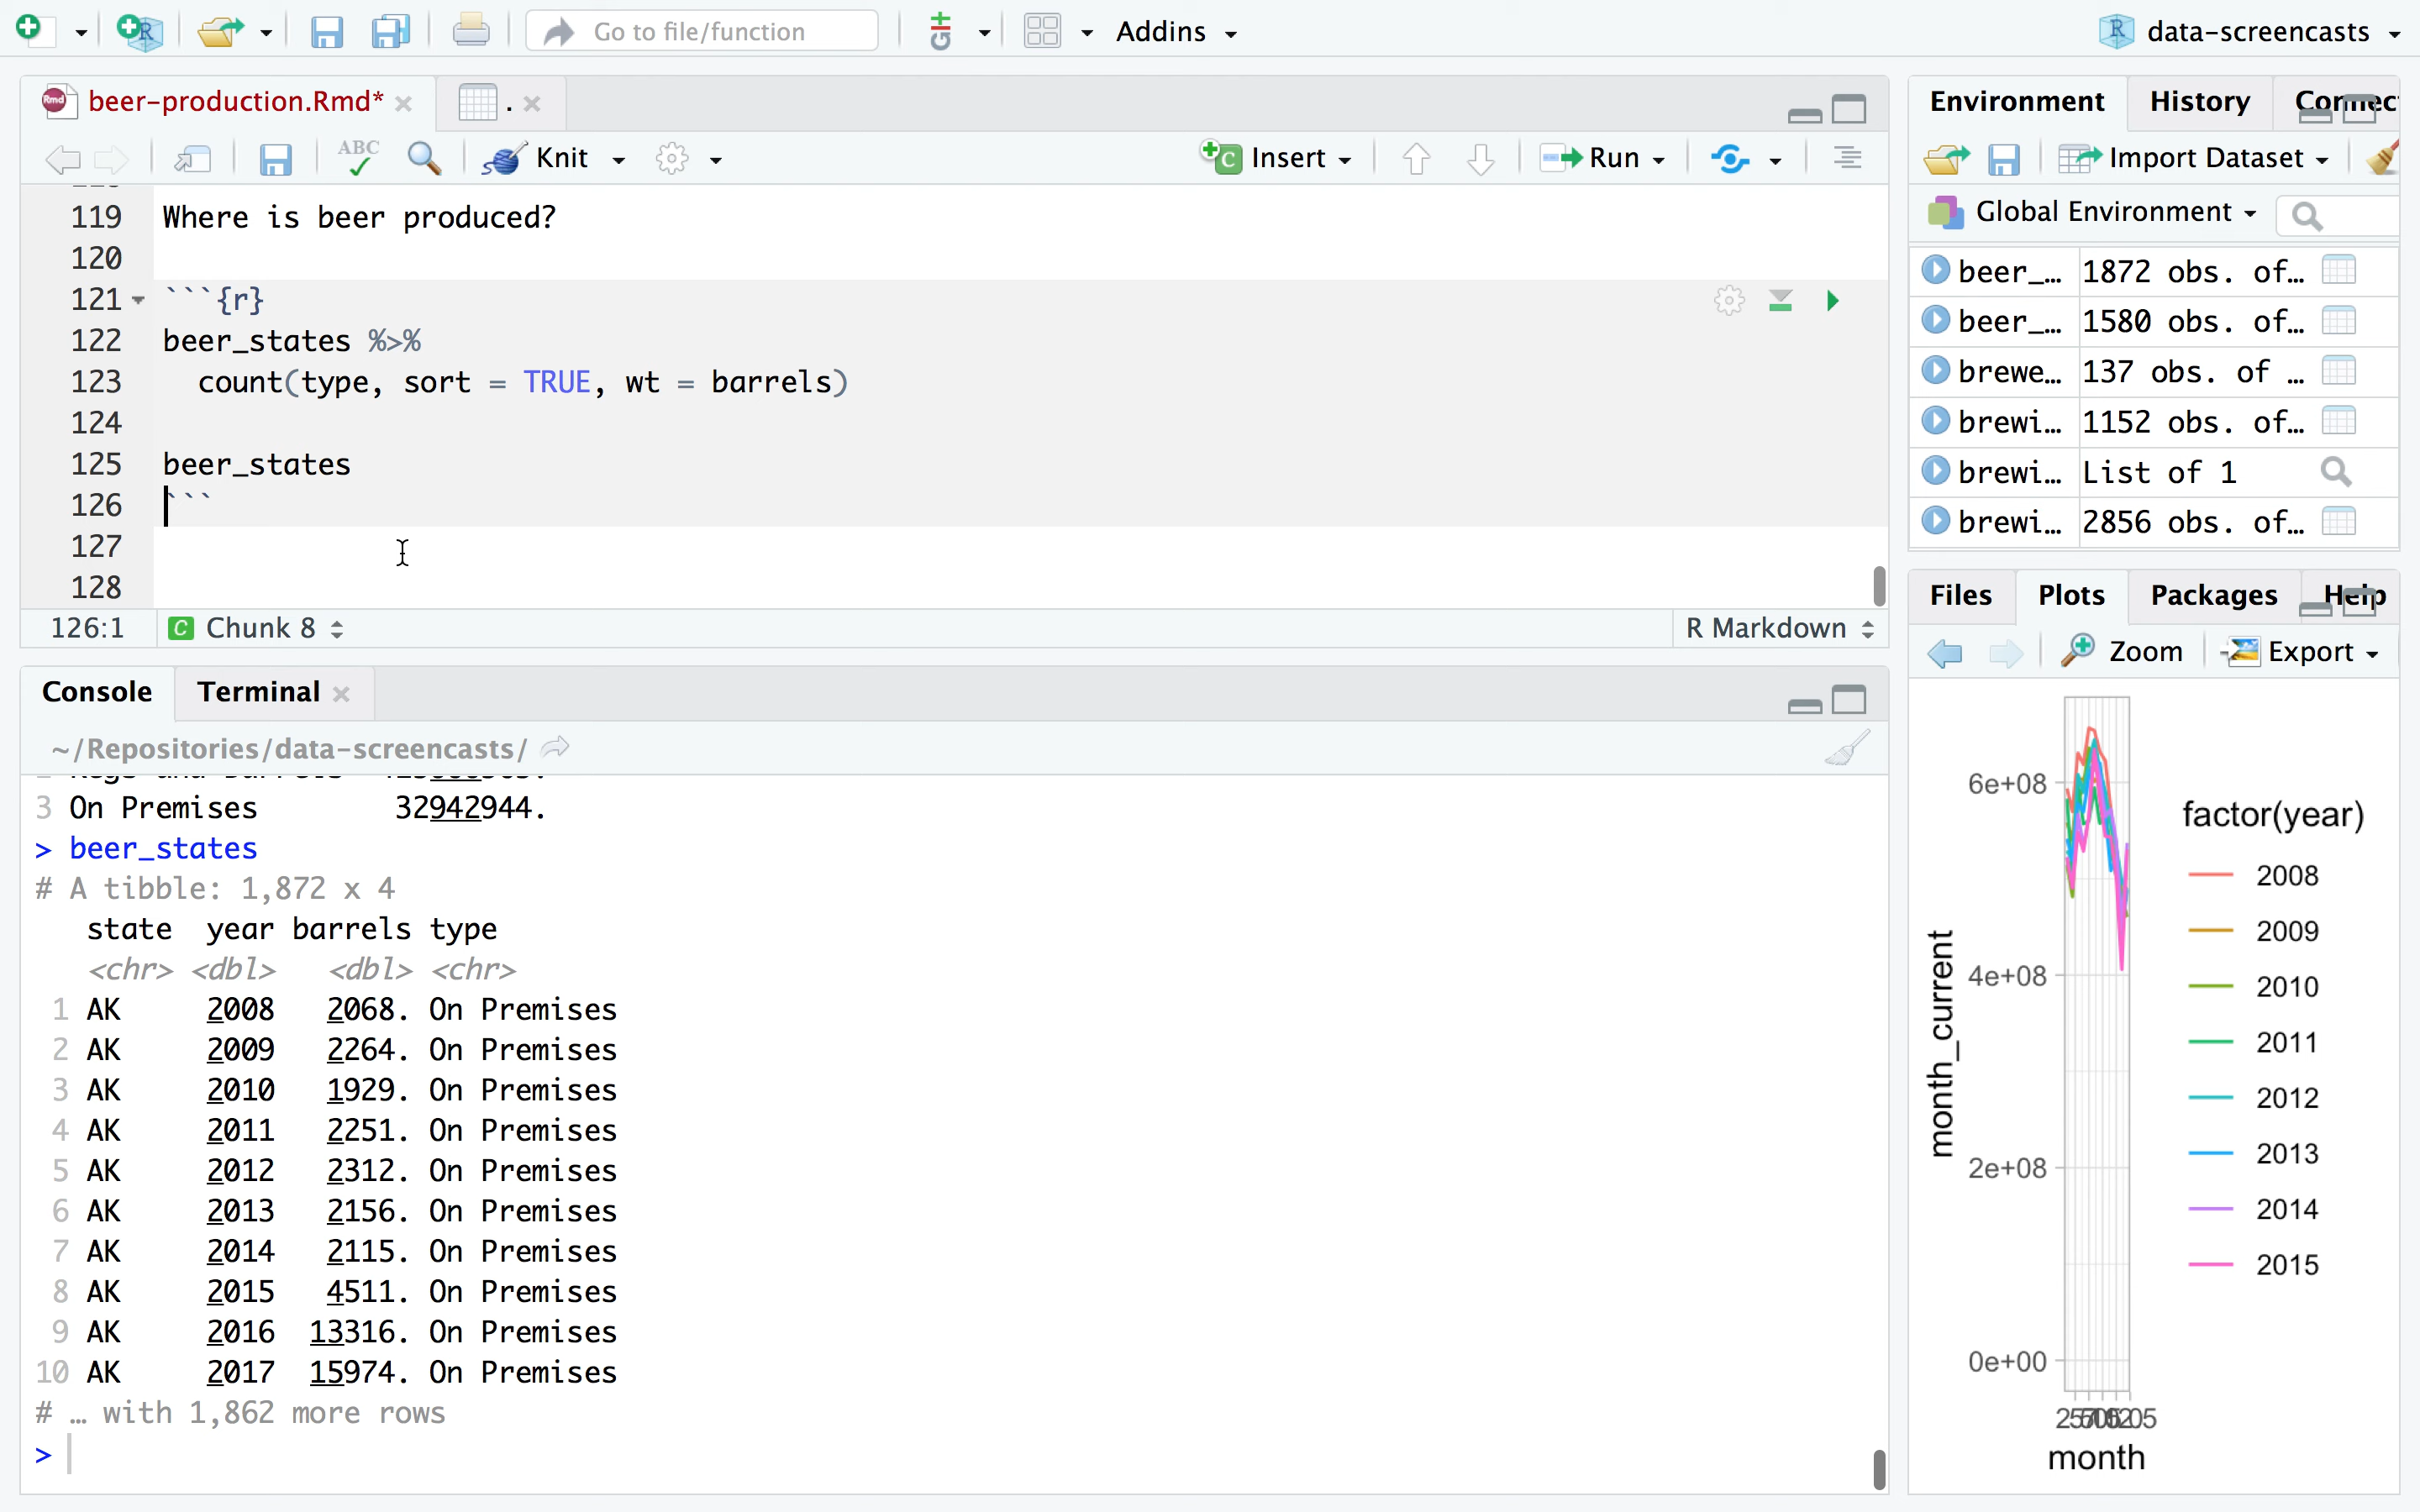 Go to file/function
Addins
data-screencasts
beer-production.Rmd*
.
ABC
Knit
Insert
Run
119 Where is beer produced?
120
121 ```{r}
122 beer_states %>%
123 count(type, sort = TRUE, wt = barrels)
124
125 beer_states
126 ```
127
128
126:1 Chunk 8 R Markdown
Console Terminal
~/Repositories/data-screencasts/
3 On Premises 32942944.
> beer_states
# A tibble: 1,872 x 4
state year barrels type
<chr> <dbl> <dbl> <chr>
1 AK 2008 2068. On Premises
2 AK 2009 2264. On Premises
3 AK 2010 1929. On Premises
4 AK 2011 2251. On Premises
5 AK 2012 2312. On Premises
6 AK 2013 2156. On Premises
7 AK 2014 2115. On Premises
8 AK 2015 4511. On Premises
9 AK 2016 13316. On Premises
10 AK 2017 15974. On Premises
# … with 1,862 more rows
>
Environment History Connec
Import Dataset
Global Environment
beer_… 1872 obs. of…
beer_… 1580 obs. of…
brewe… 137 obs. of …
brewi… 1152 obs. of…
brewi… List of 1
brewi… 2856 obs. of…
Files Plots Packages Help
Zoom Export
6e+08
4e+08
2e+08
0e+00
month_current
month
factor(year)
2008
2009
2010
2011
2012
2013
2014
2015